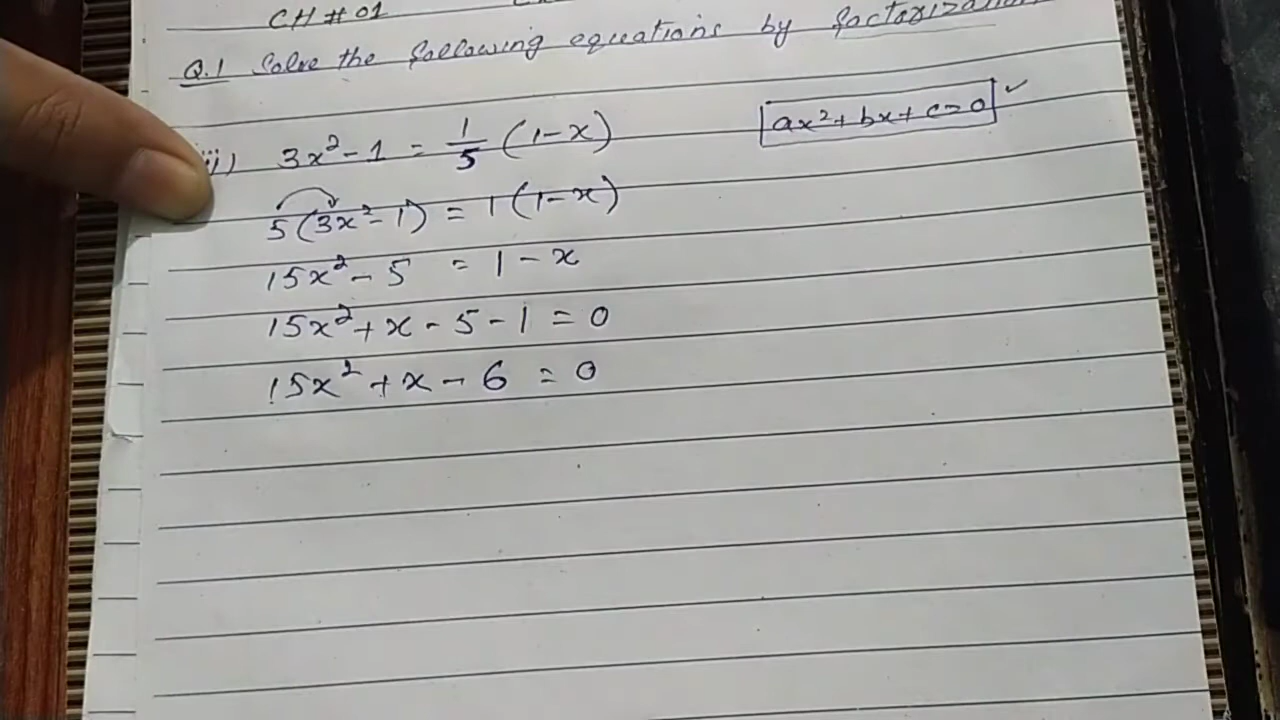 CH # 01
Q.1 Solve the following equations by factorization
3x² - 1 = 1/5 (1 - x)
ax² + bx + c = 0 ✓
5(3x² - 1) = 1(1 - x)
15x² - 5 = 1 - x
15x² + x - 5 - 1 = 0
15x² + x - 6 = 0